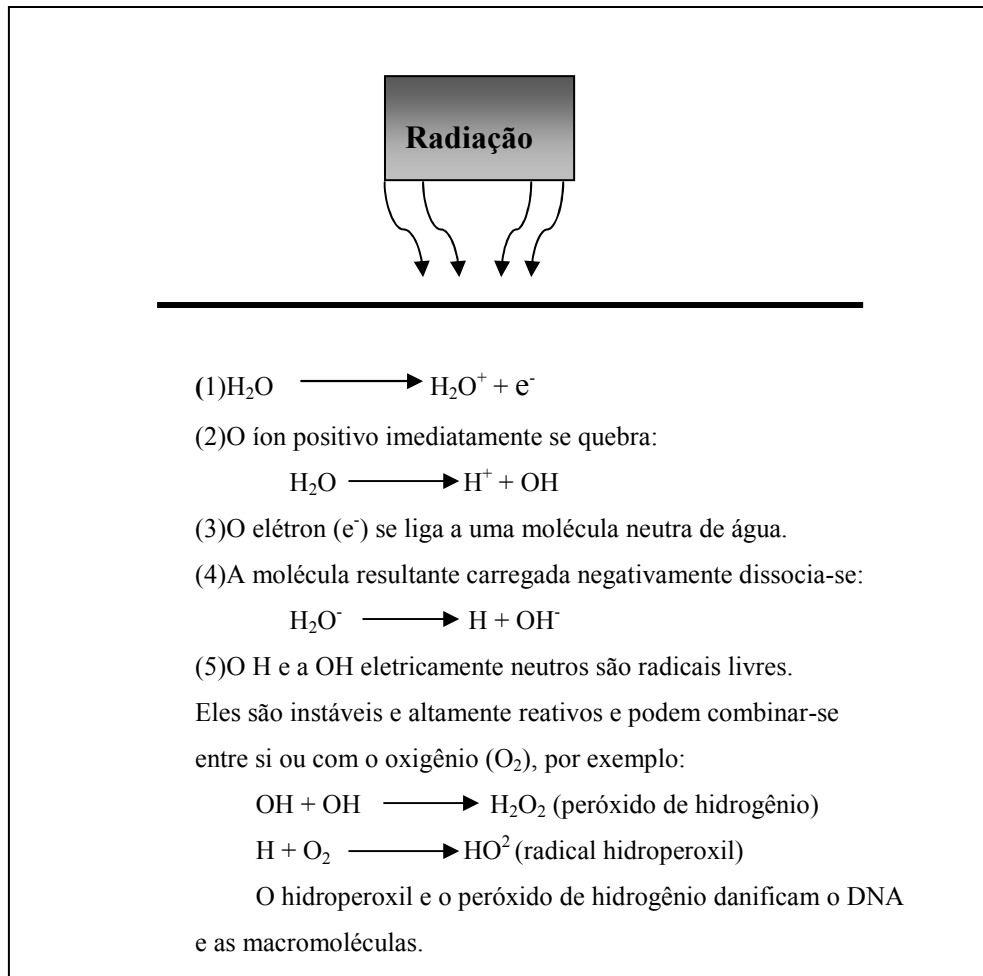 Radiação
(1)H₂O ⟶ H₂O⁺ + e⁻
(2)O íon positivo imediatamente se quebra:
H₂O ⟶ H⁺ + OH
(3)O elétron (e⁻) se liga a uma molécula neutra de água.
(4)A molécula resultante carregada negativamente dissocia-se:
H₂O⁻ ⟶ H + OH⁻
(5)O H e a OH eletricamente neutros são radicais livres.
Eles são instáveis e altamente reativos e podem combinar-se
entre si ou com o oxigênio (O₂), por exemplo:
OH + OH ⟶ H₂O₂ (peróxido de hidrogênio)
H + O₂ ⟶ HO² (radical hidroperoxil)
O hidroperoxil e o peróxido de hidrogênio danificam o DNA
e as macromoléculas.